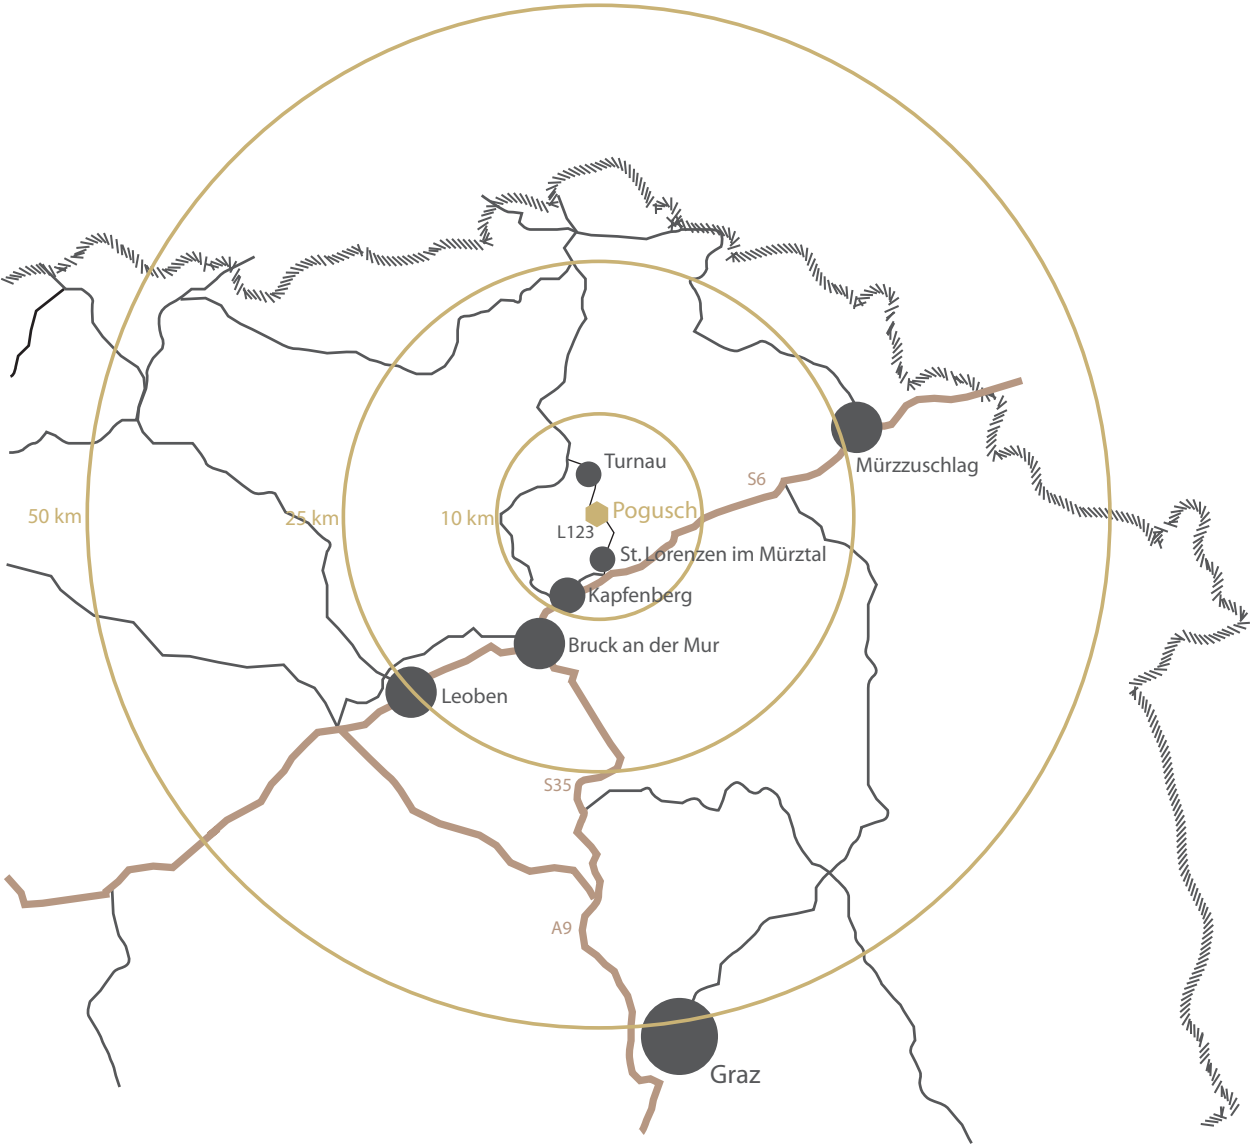 Turnau
Mürzzuschlag
S6
50 km
25 km
10 km
Pogusch
L123
St. Lorenzen im Mürztal
Kapfenberg
Bruck an der Mur
Leoben
S35
A9
Graz